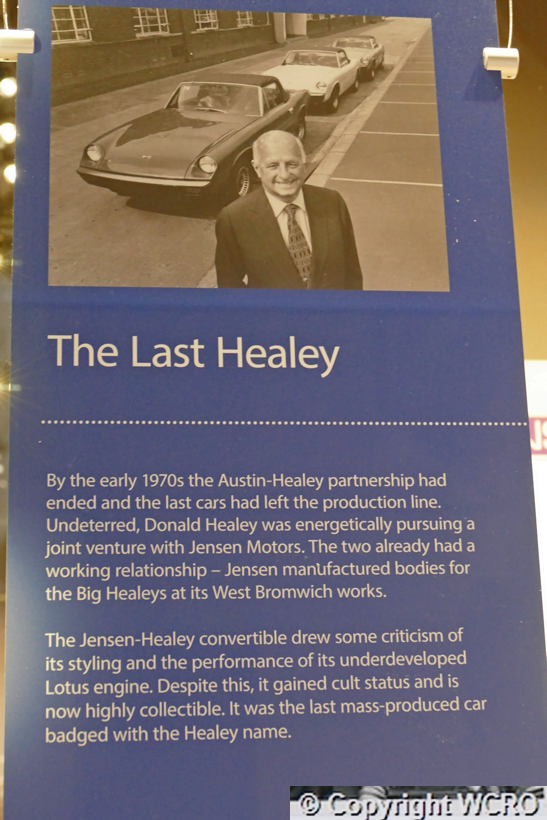 The Last Healey
By the early 1970s the Austin-Healey partnership had
ended and the last cars had left the production line.
Undeterred, Donald Healey was energetically pursuing a
joint venture with Jensen Motors. The two already had a
working relationship – Jensen manufactured bodies for
the Big Healeys at its West Bromwich works.
The Jensen-Healey convertible drew some criticism of
its styling and the performance of its underdeveloped
Lotus engine. Despite this, it gained cult status and is
now highly collectible. It was the last mass-produced car
badged with the Healey name.
© Copyright WCRO